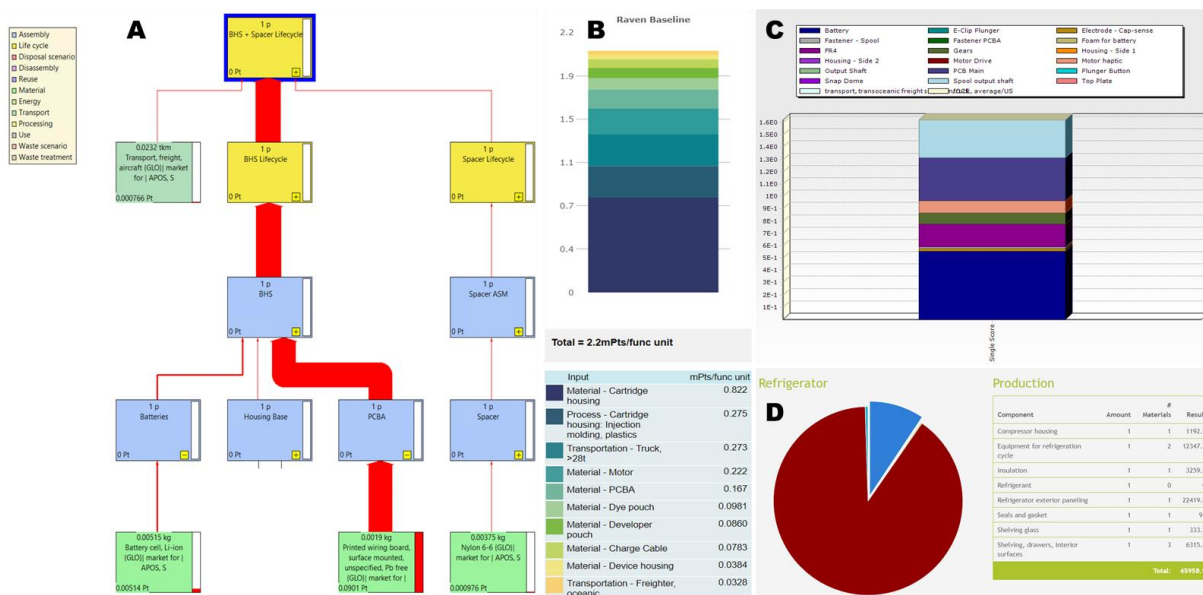 A
Assembly
Life cycle
Disposal scenario
Disassembly
Reuse
Material
Energy
Transport
Processing
Use
Waste scenario
Waste treatment
1 p
BHS + Spacer Lifecycle
0 Pt
0.0232 tkm
Transport, freight,
aircraft (GLO)| market
for | APOS, S
0.000766 Pt
1 p
BHS Lifecycle
0 Pt
1 p
Spacer Lifecycle
0 Pt
1 p
BHS
0 Pt
1 p
Spacer ASM
0 Pt
1 p
Batteries
0 Pt
1 p
Housing Base
0 Pt
1 p
PCBA
0 Pt
1 p
Spacer
0 Pt
0.00515 kg
Battery cell, Li-ion
(GLO)| market for |
APOS, S
0.00514 Pt
0.0019 kg
Printed wiring board,
surface mounted,
unspecified, Pb free
(GLO)| market for |
0.0901 Pt
0.00375 kg
Nylon 6-6 (GLO)|
market for | APOS, S
0.000976 Pt
B
Raven Baseline
2.2
1.9
1.5
1.1
0.7
0.4
0
Total = 2.2mPts/func unit
Input mPts/func unit
Material - Cartridge housing 0.822
Process - Cartridge housing: Injection molding, plastics 0.275
Transportation - Truck, >28t 0.273
Material - Motor 0.222
Material - PCBA 0.167
Material - Dye pouch 0.0981
Material - Developer pouch 0.0860
Material - Charge Cable 0.0783
Material - Device housing 0.0384
Transportation - Freighter, oceanic 0.0328
C
Battery E-Clip Plunger Electrode - Cap-sense
Fastener - Spool Fastener PCBA Foam for battery
FR4 Gears Housing - Side 1
Housing - Side 2 Motor Drive Motor haptic
Output Shaft PCB Main Plunger Button
Snap Dome Spool output shaft Top Plate
transport, transoceanic freight average/US
1.6E0
1.5E0
1.4E0
1.3E0
1.2E0
1.1E0
1E0
9E-1
8E-1
7E-1
6E-1
5E-1
4E-1
3E-1
2E-1
1E-1
Single Score
D
Refrigerator
Production
Component Amount # Materials Resul
Compressor housing 1 1 1192.
Equipment for refrigeration cycle 1 2 12347.
Insulation 1 1 3259.
Refrigerant 1 0
Refrigerator exterior paneling 1 1 22419.
Seals and gasket 1 1 9
Shelving glass 1 1 333.
Shelving, drawers, interior surfaces 1 3 6315.
Total: 45958.